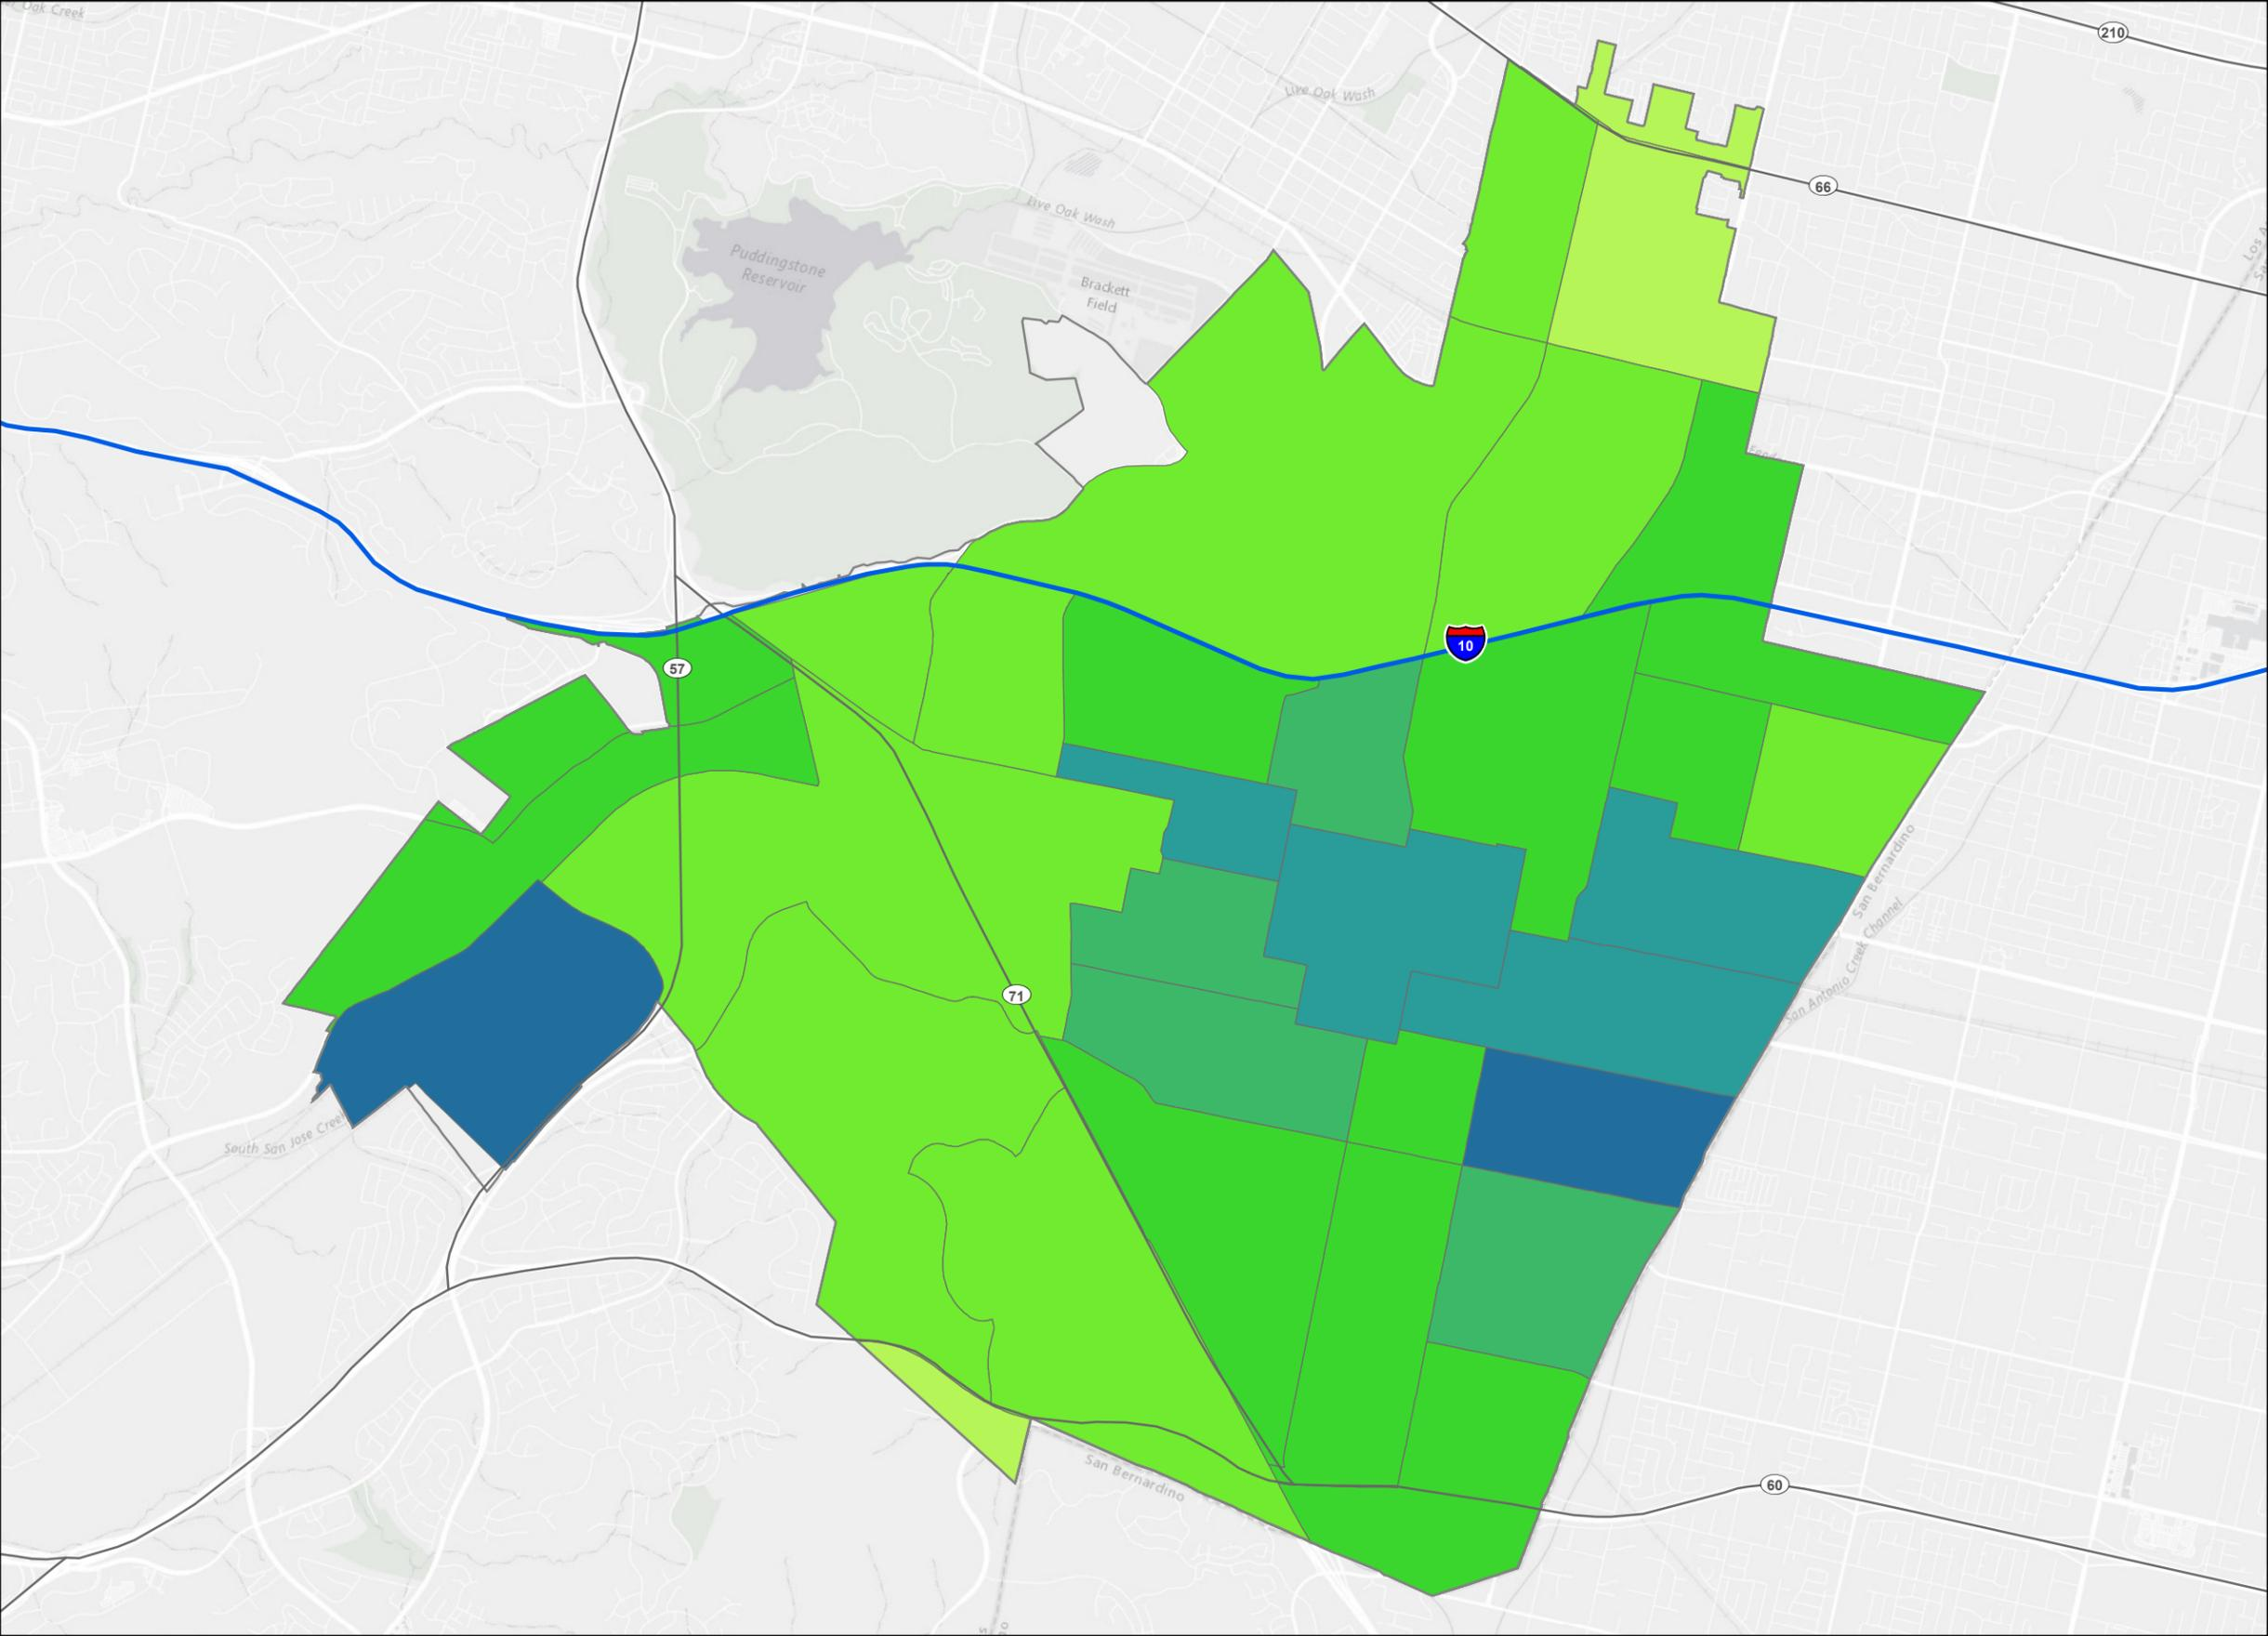 Oak Creek
210
Live Oak Wash
66
Live Oak Wash
Puddingstone
Reservoir
Brackett
Field
10
57
San Bernardino
San Antonio Creek Channel
71
South San Jose Creek
San Bernardino
60